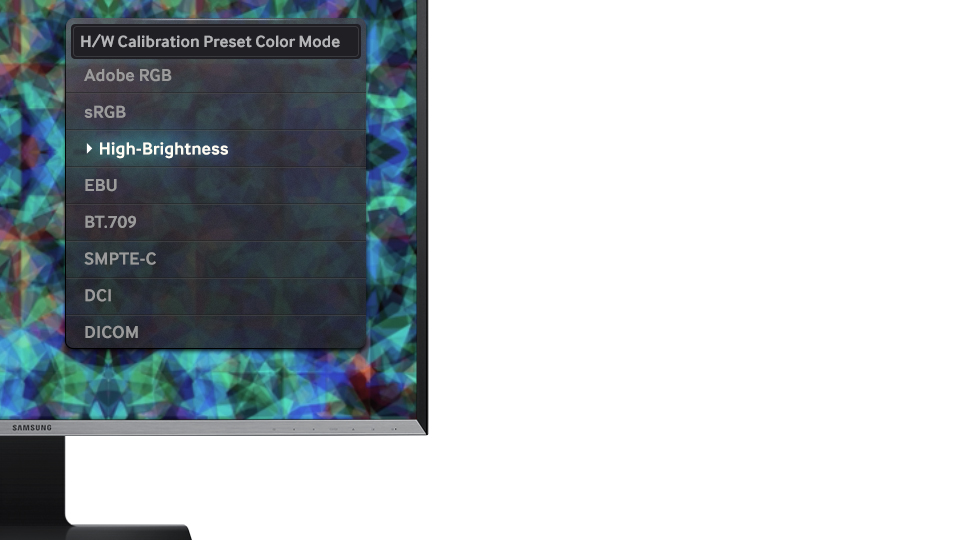 H/W Calibration Preset Color Mode
Adobe RGB
sRGB
High-Brightness
EBU
BT.709
SMPTE-C
DCI
DICOM
SAMSUNG